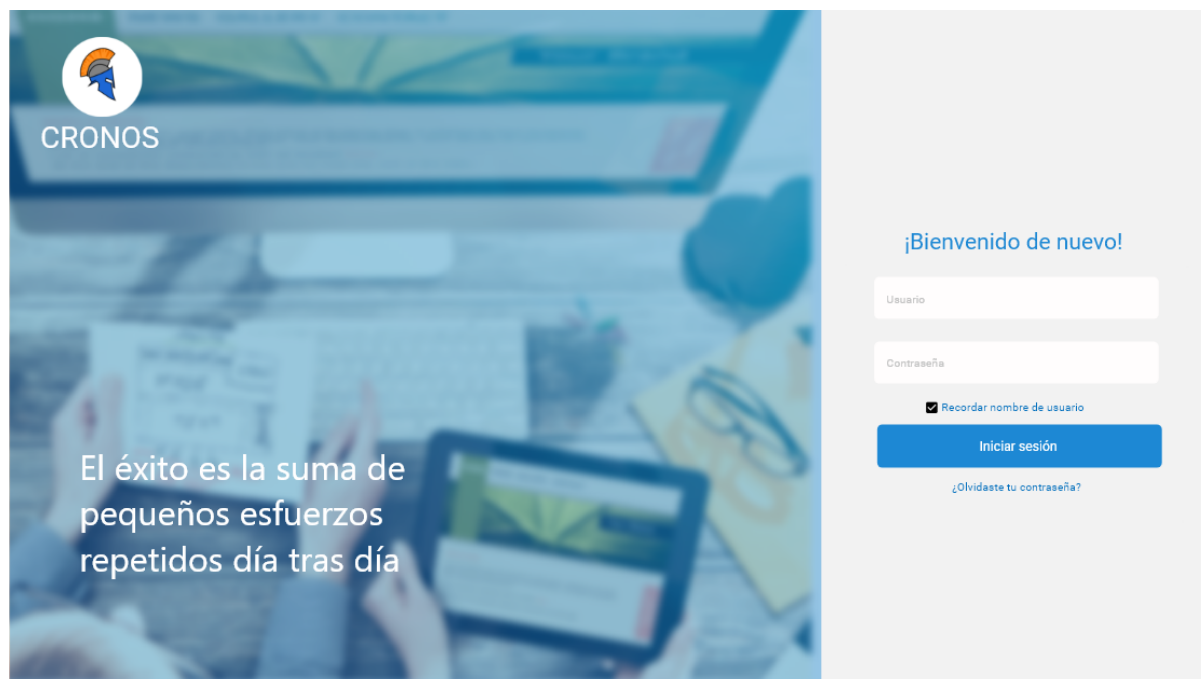 CRONOS
El éxito es la suma de
pequeños esfuerzos
repetidos día tras día
¡Bienvenido de nuevo!
Usuario
Contraseña
Recordar nombre de usuario
Iniciar sesión
¿Olvidaste tu contraseña?